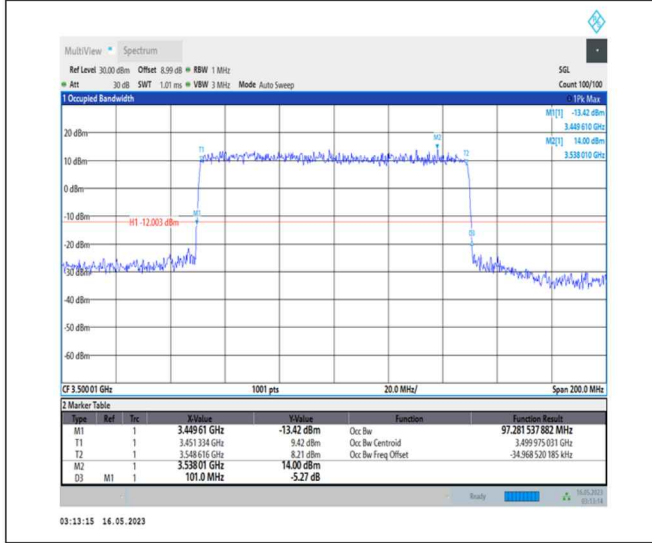 MultiView Spectrum
Ref Level 30.00 dBm Offset 8.99 dB RBW 1 MHz SGL
Att 30 dB SWT 1.01 ms VBW 3 MHz Mode Auto Sweep Count 100/100
1 Occupied Bandwidth 1Pk Max
M1[1] -13.42 dBm
3.449 610 GHz
M2[1] 14.00 dBm
3.538 010 GHz
20 dBm
M2
T1
T2
10 dBm
0 dBm
-10 dBm
M1
H1 -12.003 dBm
D3
-20 dBm
-30 dBm
-40 dBm
-50 dBm
-60 dBm
CF 3.500 01 GHz 1001 pts 20.0 MHz/ Span 200.0 MHz
2 Marker Table
Type Ref Trc X-Value Y-Value Function Function Result
M1 1 3.449 61 GHz -13.42 dBm Occ Bw 97.281 537 882 MHz
T1 1 3.451 334 GHz 9.42 dBm Occ Bw Centroid 3.499 975 031 GHz
T2 1 3.548 616 GHz 8.21 dBm Occ Bw Freq Offset -34.968 520 185 kHz
M2 1 3.538 01 GHz 14.00 dBm
D3 M1 1 101.0 MHz -5.27 dB
Ready 16.05.2023
03:13:14
03:13:15 16.05.2023